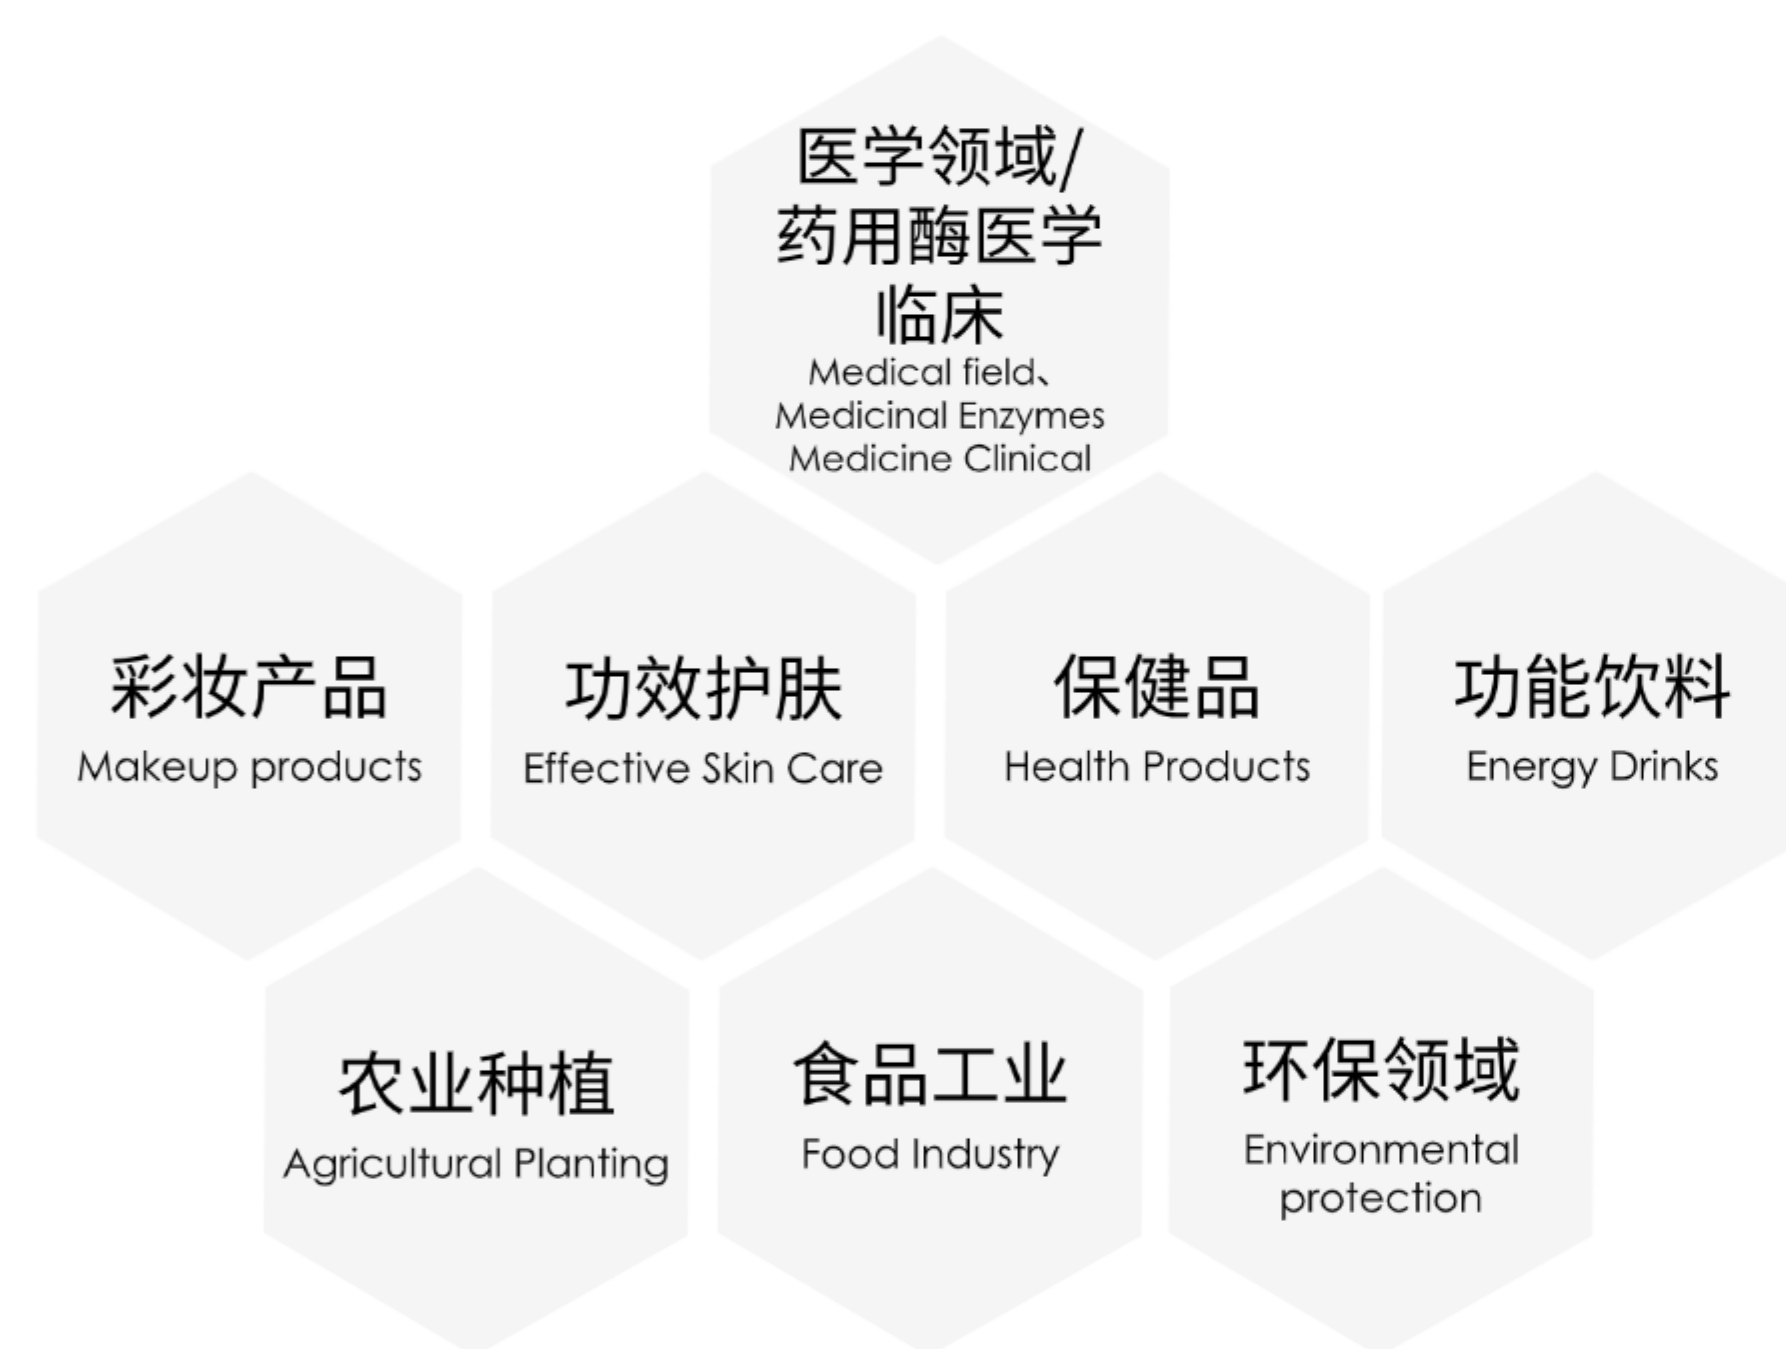 医学领域/
药用酶医学
临床
Medical field、
Medicinal Enzymes
Medicine Clinical
彩妆产品
Makeup products
功效护肤
Effective Skin Care
保健品
Health Products
功能饮料
Energy Drinks
农业种植
Agricultural Planting
食品工业
Food Industry
环保领域
Environmental
protection